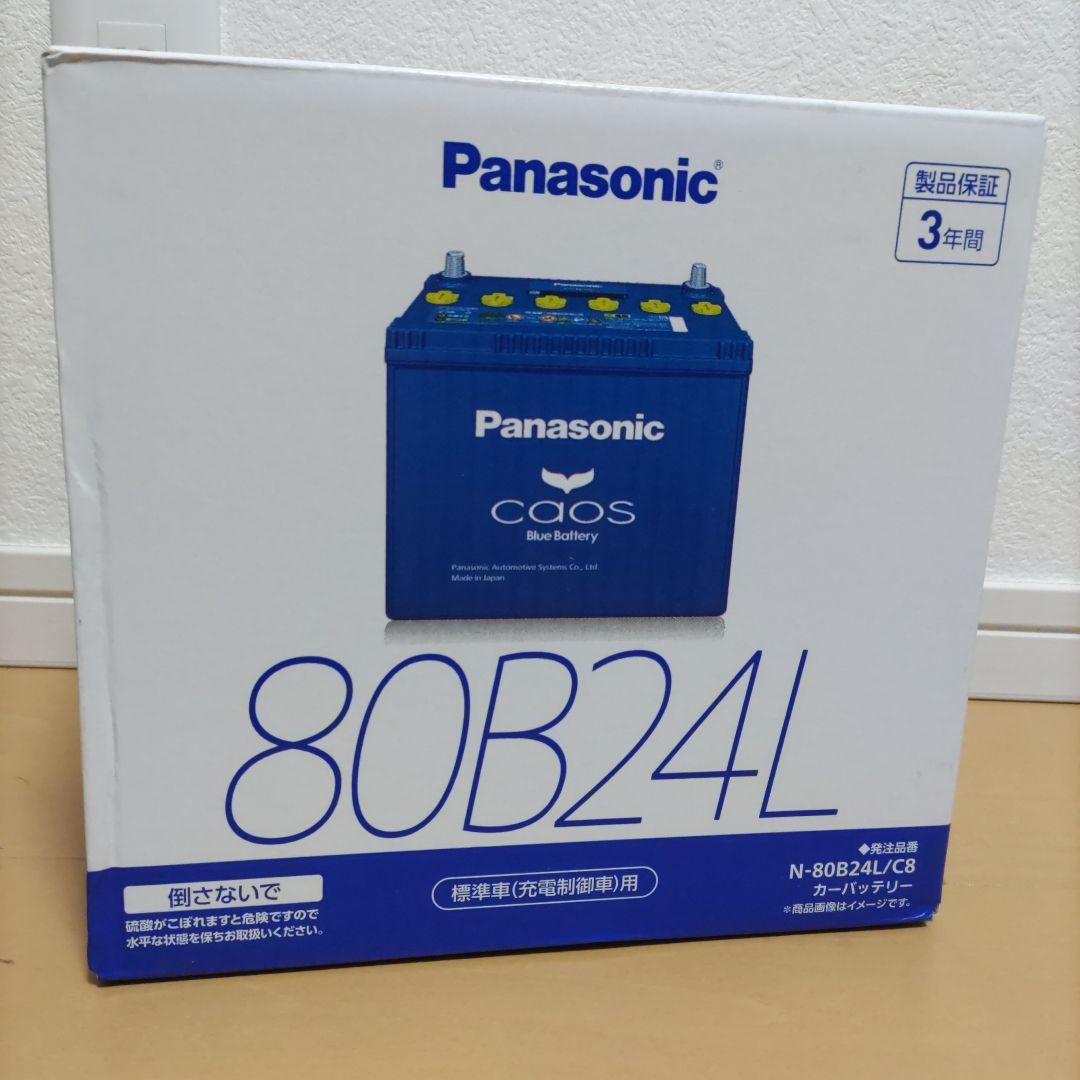 Panasonic®
製品保証
3年間
Panasonic
Panasonic
caos
Blue Battery
Panasonic Automotive Systems Co., Ltd.
Made in Japan
80B24L
◆発注品番
N-80B24L/C8
カーバッテリー
※商品画像はイメージです。
標準車(充電制御車)用
倒さないで
硫酸がこぼれますと危険ですので
水平な状態を保ちお取扱いください。